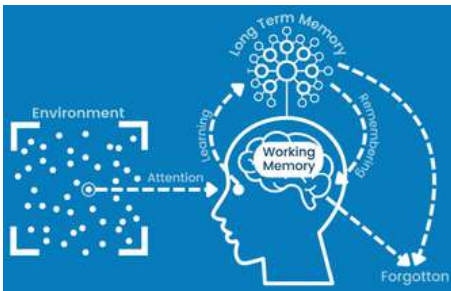 Long Term Memory
Environment
Learning
Remembering
Working
Memory
Attention
Forgotton